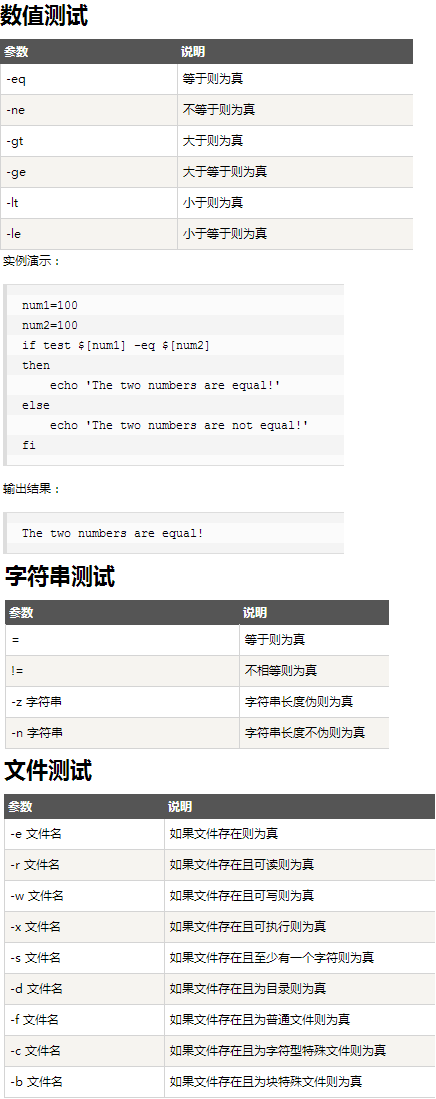 数值测试
参数 说明
-eq 等于则为真
-ne 不等于则为真
-gt 大于则为真
-ge 大于等于则为真
-lt 小于则为真
-le 小于等于则为真
实例演示：
num1=100
num2=100
if test $[num1] -eq $[num2]
then
    echo 'The two numbers are equal!'
else
    echo 'The two numbers are not equal!'
fi
输出结果：
The two numbers are equal!
字符串测试
参数 说明
= 等于则为真
!= 不相等则为真
-z 字符串 字符串长度伪则为真
-n 字符串 字符串长度不伪则为真
文件测试
参数 说明
-e 文件名 如果文件存在则为真
-r 文件名 如果文件存在且可读则为真
-w 文件名 如果文件存在且可写则为真
-x 文件名 如果文件存在且可执行则为真
-s 文件名 如果文件存在且至少有一个字符则为真
-d 文件名 如果文件存在且为目录则为真
-f 文件名 如果文件存在且为普通文件则为真
-c 文件名 如果文件存在且为字符型特殊文件则为真
-b 文件名 如果文件存在且为块特殊文件则为真